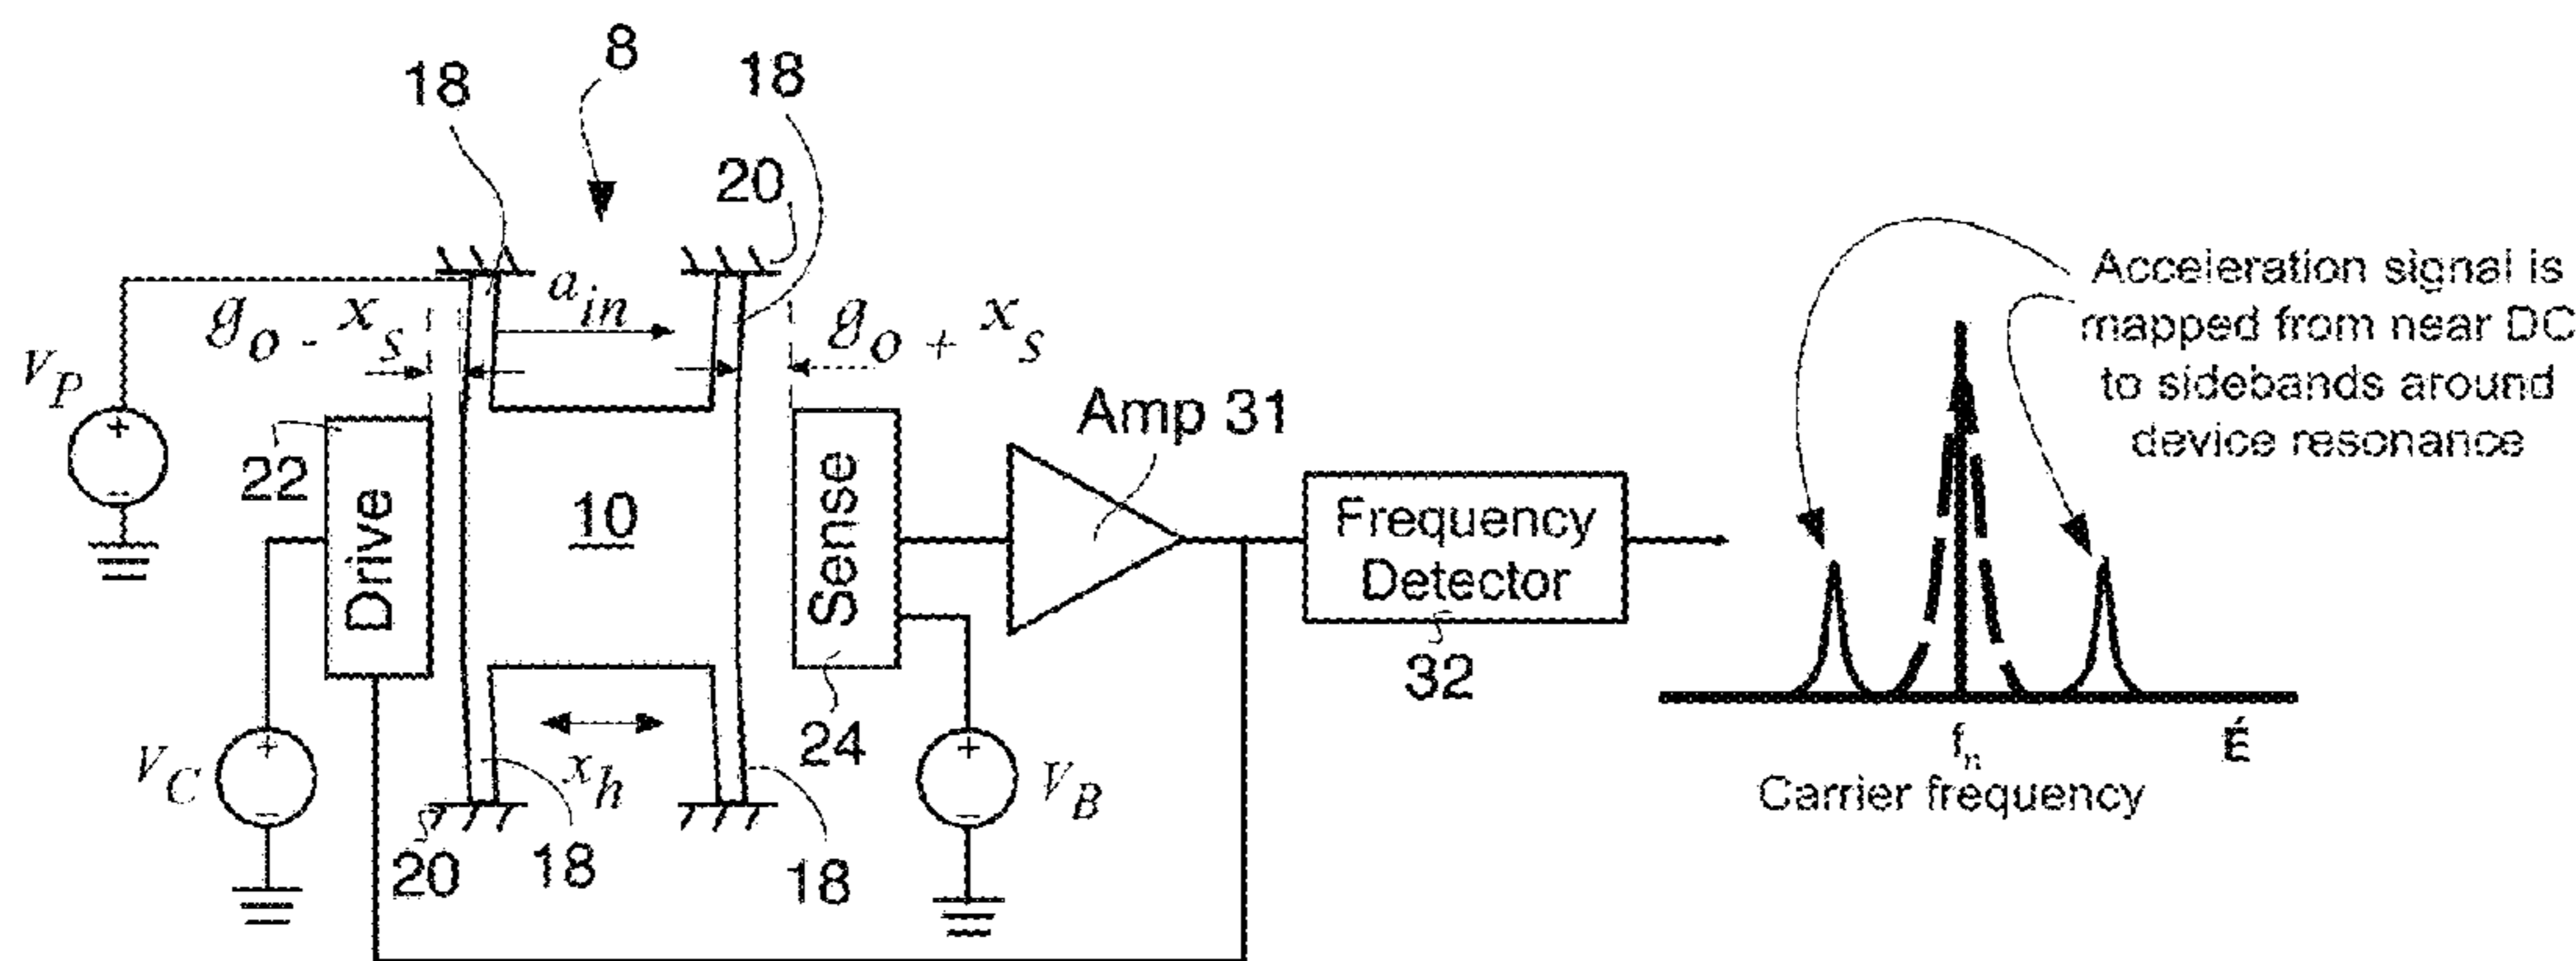 8
18
18
20
a_in
g_o - x_s
g_o + x_s
V_P
+
-
22
Drive
10
Sense
Amp 31
Frequency
Detector
32
Acceleration signal is
mapped from near DC
to sidebands around
device resonance
24
V_C
+
-
x_h
V_B
+
-
20
18
18
f_n
É
Carrier frequency